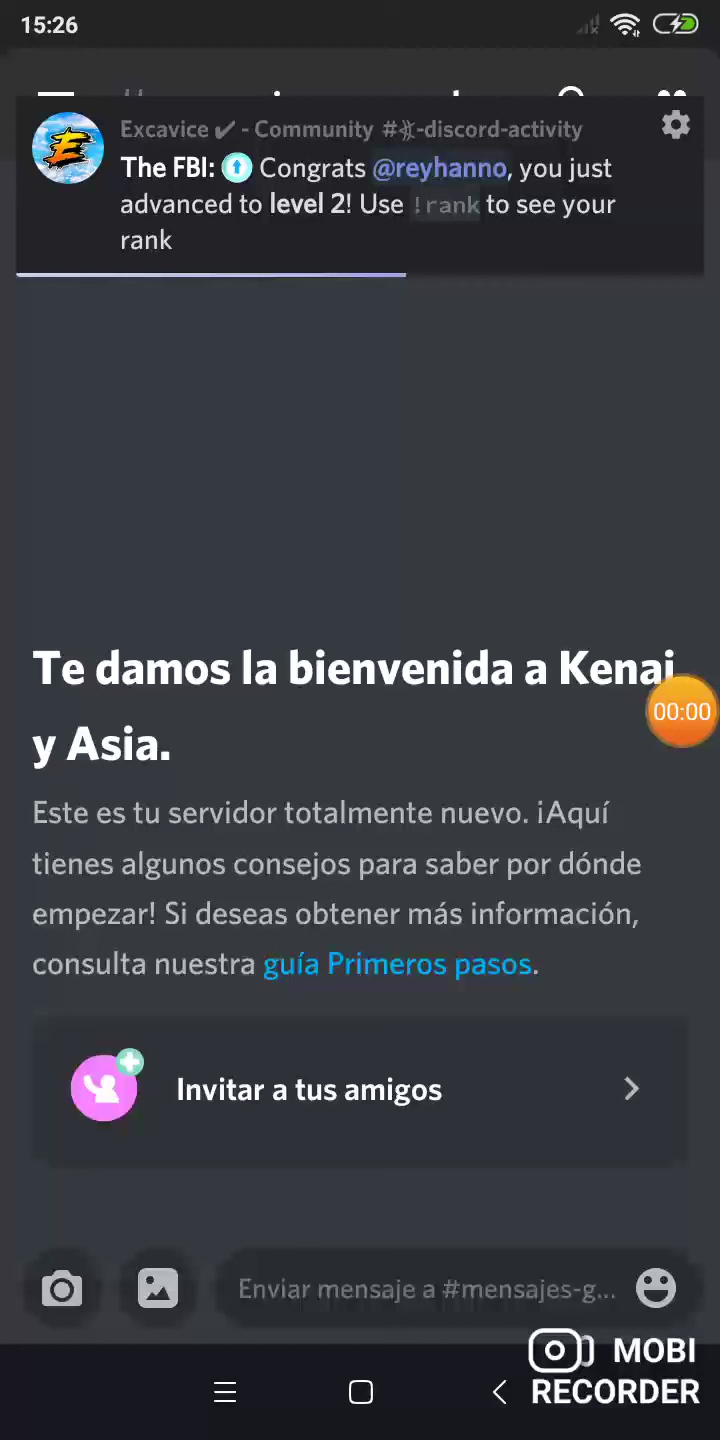 15:26
Excavice ✔ - Community #-discord-activity
The FBI: Congrats @reyhanno, you just
advanced to level 2! Use !rank to see your
rank
Te damos la bienvenida a Kenai
y Asia.
00:00
Este es tu servidor totalmente nuevo. ¡Aquí
tienes algunos consejos para saber por dónde
empezar! Si deseas obtener más información,
consulta nuestra guía Primeros pasos.
Invitar a tus amigos
Enviar mensaje a #mensajes-g...
MOBI
RECORDER